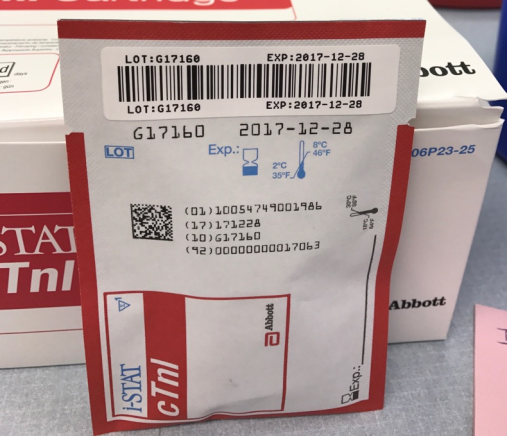 LOT:G17160 EXP:2017-12-28
LOT:G17160 EXP:2017-12-28
G17160 2017-12-28
LOT
Exp.:
2°C
35°F
8°C
46°F
(01)10054749001986
(17)171228
(10)G17160
(92)00000000017063
i-STAT
cTnI
Abbott
Exp.:
bott
06P23-25
Abbott
STAT
TnI